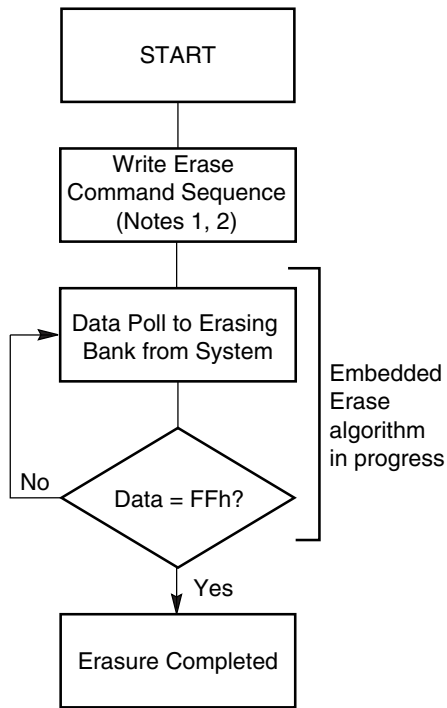 START
Write Erase
Command Sequence
(Notes 1, 2)
Data Poll to Erasing
Bank from System
Embedded
Erase
algorithm
in progress
No
Data = FFh?
Yes
Erasure Completed